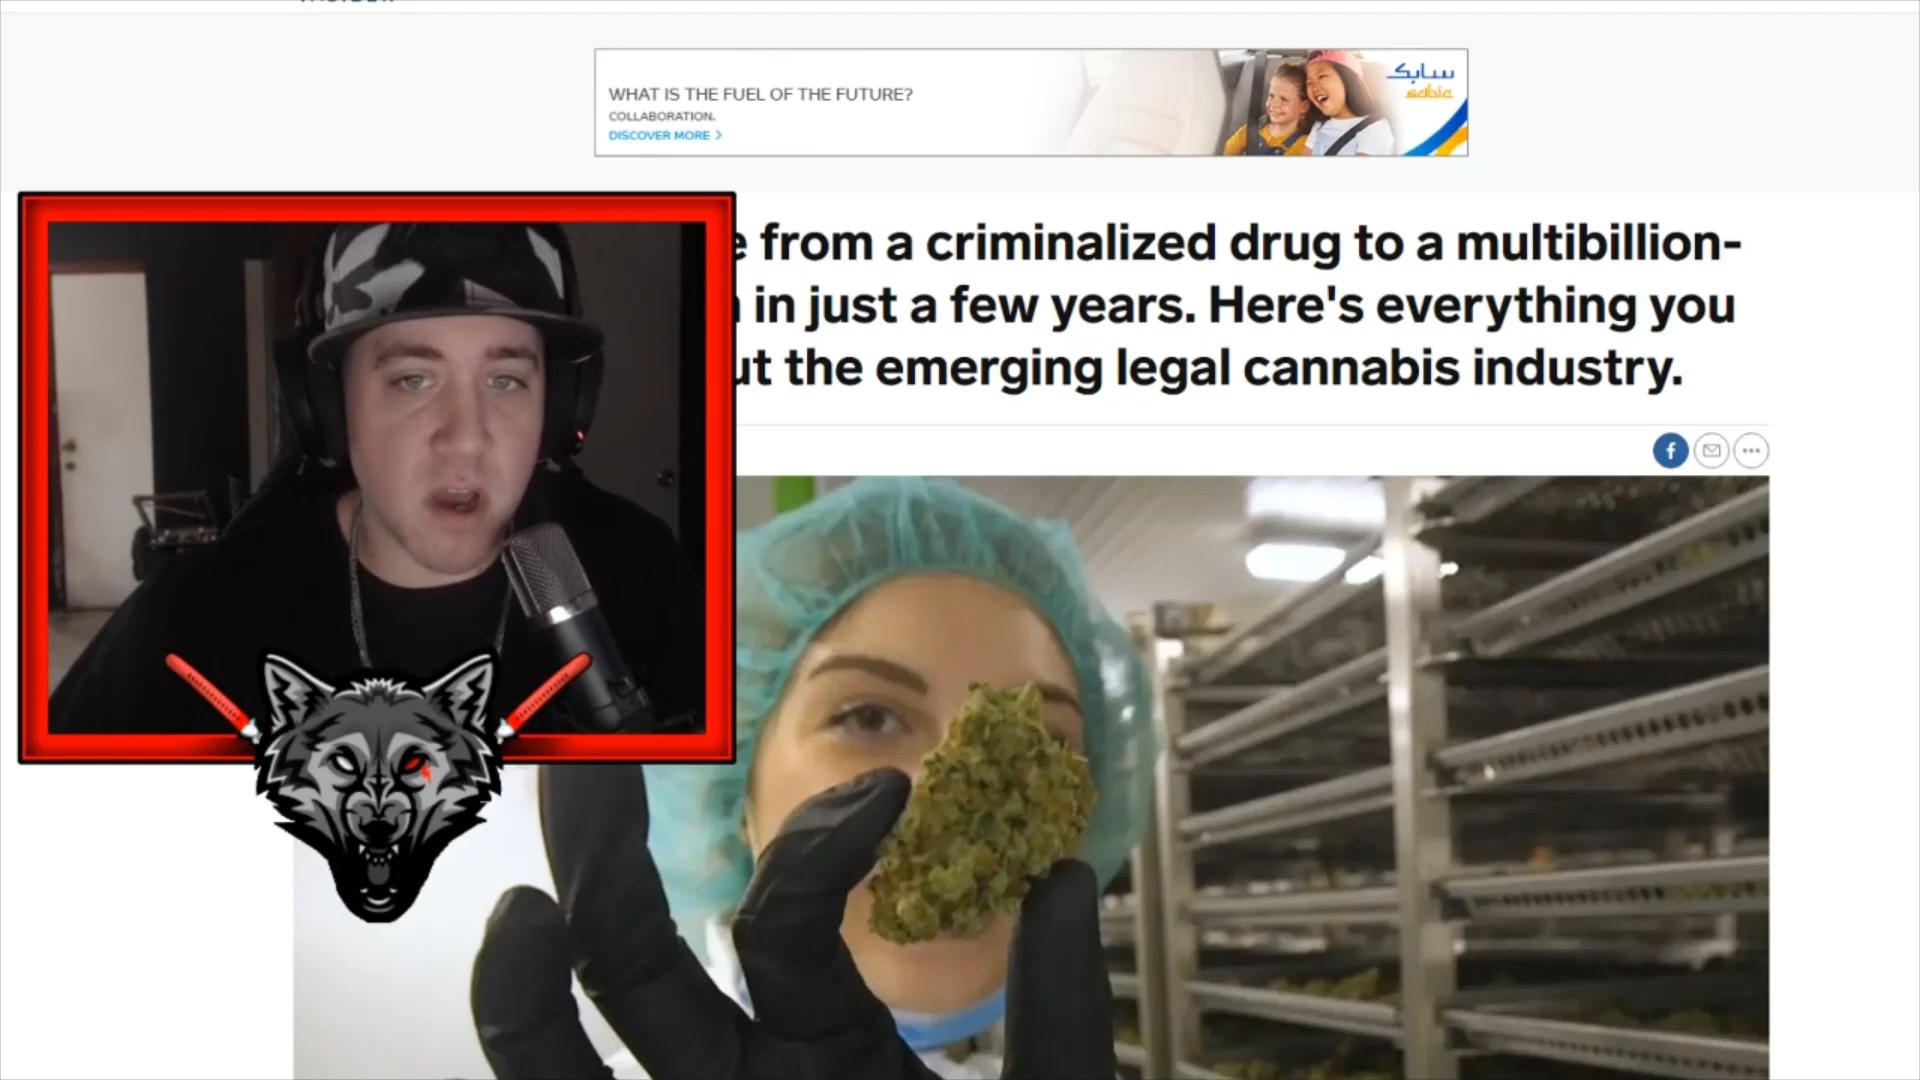 WHAT IS THE FUEL OF THE FUTURE?
COLLABORATION.
DISCOVER MORE >
سابك
sabic
from a criminalized drug to a multibillion-
in just a few years. Here's everything you
the emerging legal cannabis industry.
f